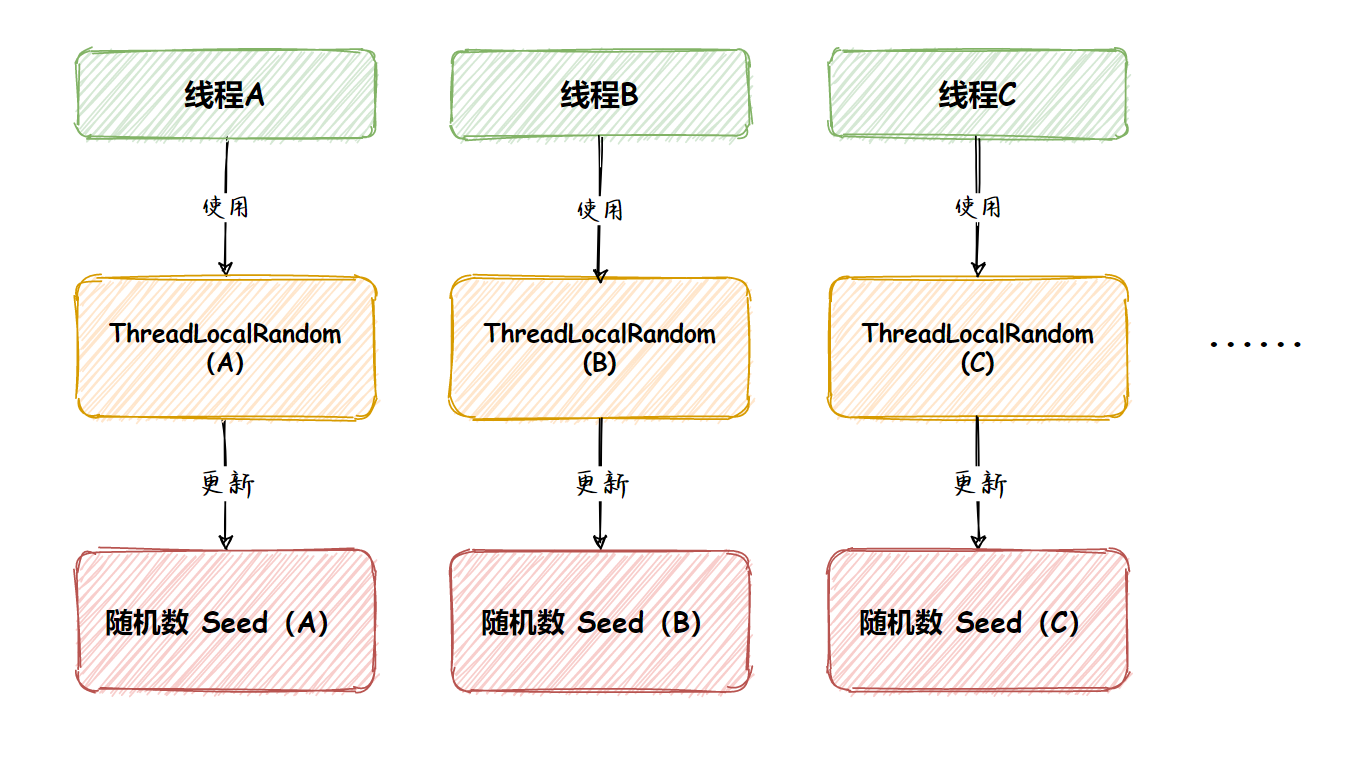 线程A
线程B
线程C
使用
使用
使用
ThreadLocalRandom
(A)
ThreadLocalRandom
(B)
ThreadLocalRandom
(C)
······
更新
更新
更新
随机数 Seed（A）
随机数 Seed（B）
随机数 Seed（C）